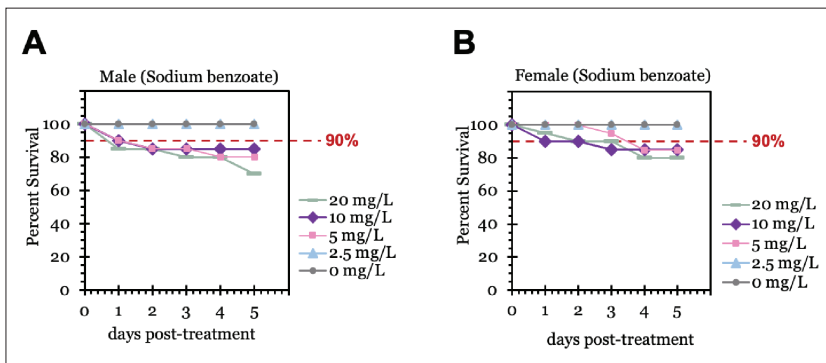 A
Male (Sodium benzoate)
Percent Survival
100
80
60
40
20
0
90%
0 1 2 3 4 5
days post-treatment
20 mg/L
10 mg/L
5 mg/L
2.5 mg/L
0 mg/L
B
Female (Sodium benzoate)
Percent Survival
100
80
60
40
20
0
90%
0 1 2 3 4 5
days post-treatment
20 mg/L
10 mg/L
5 mg/L
2.5 mg/L
0 mg/L